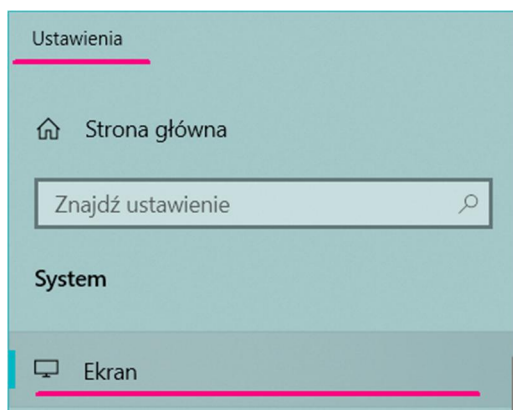 Ustawienia
Strona główna
Znajdź ustawienie
System
Ekran